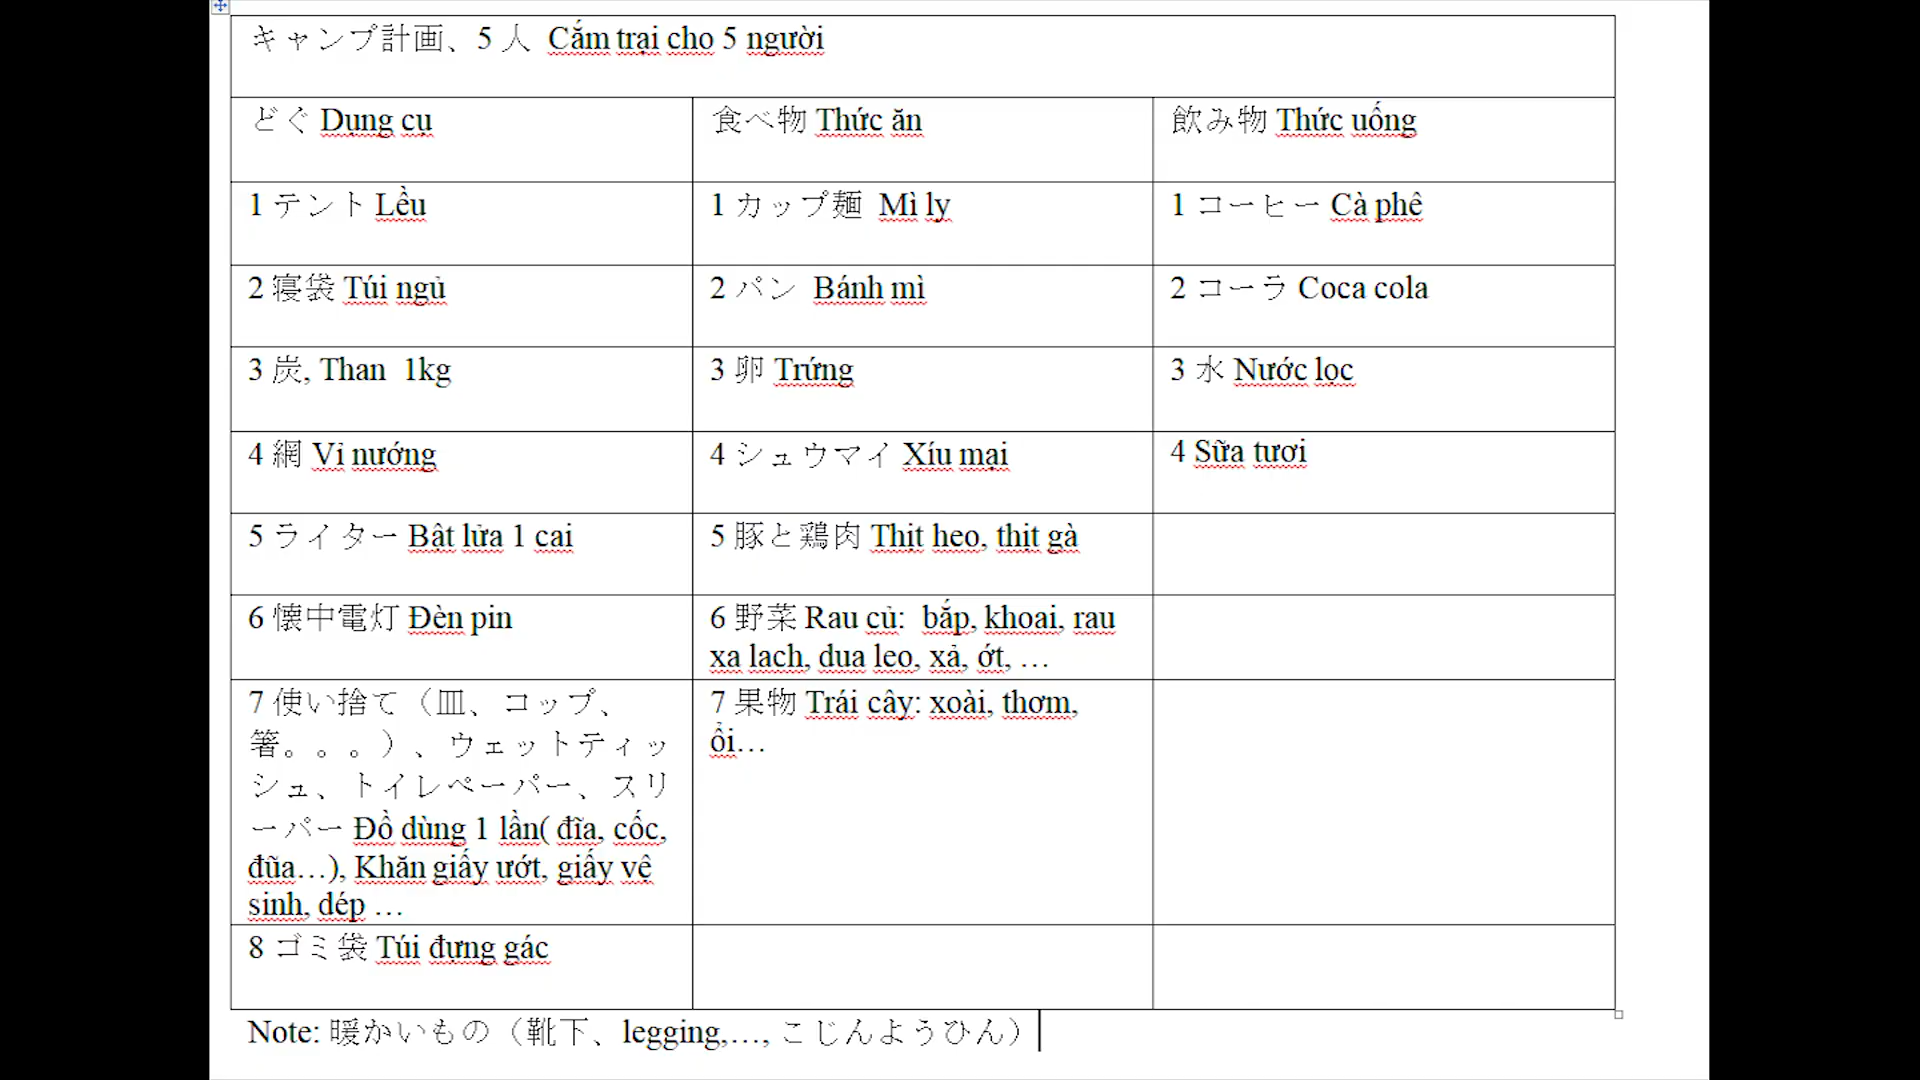 キャンプ計画、5 人 Cắm trại cho 5 người
どぐ Dụng cụ
食べ物 Thức ăn
飲み物 Thức uống
1 テント Lều
1 カップ麺 Mì ly
1 コーヒー Cà phê
2 寝袋 Túi ngủ
2 パン Bánh mì
2 コーラ Coca cola
3 炭, Than 1kg
3 卵 Trứng
3 水 Nước lọc
4 網 Vỉ nướng
4 シュウマイ Xíu mại
4 Sữa tươi
5 ライター Bật lửa 1 cai
5 豚と鶏肉 Thịt heo, thịt gà
6 懐中電灯 Đèn pin
6 野菜 Rau củ: bắp, khoai, rau
xa lach, dua leo, xả, ớt, …
7 使い捨て（皿、コップ、
箸。。。）、ウェットティッ
シュ、トイレペーパー、スリ
ーパー Đồ dùng 1 lần( đĩa, cốc,
đũa…), Khăn giấy ướt, giấy vệ
sinh, dép …
7 果物 Trái cây: xoài, thơm,
ổi…
8 ゴミ袋 Túi đựng gác
Note: 暖かいもの（靴下、legging,…, こじんようひん）